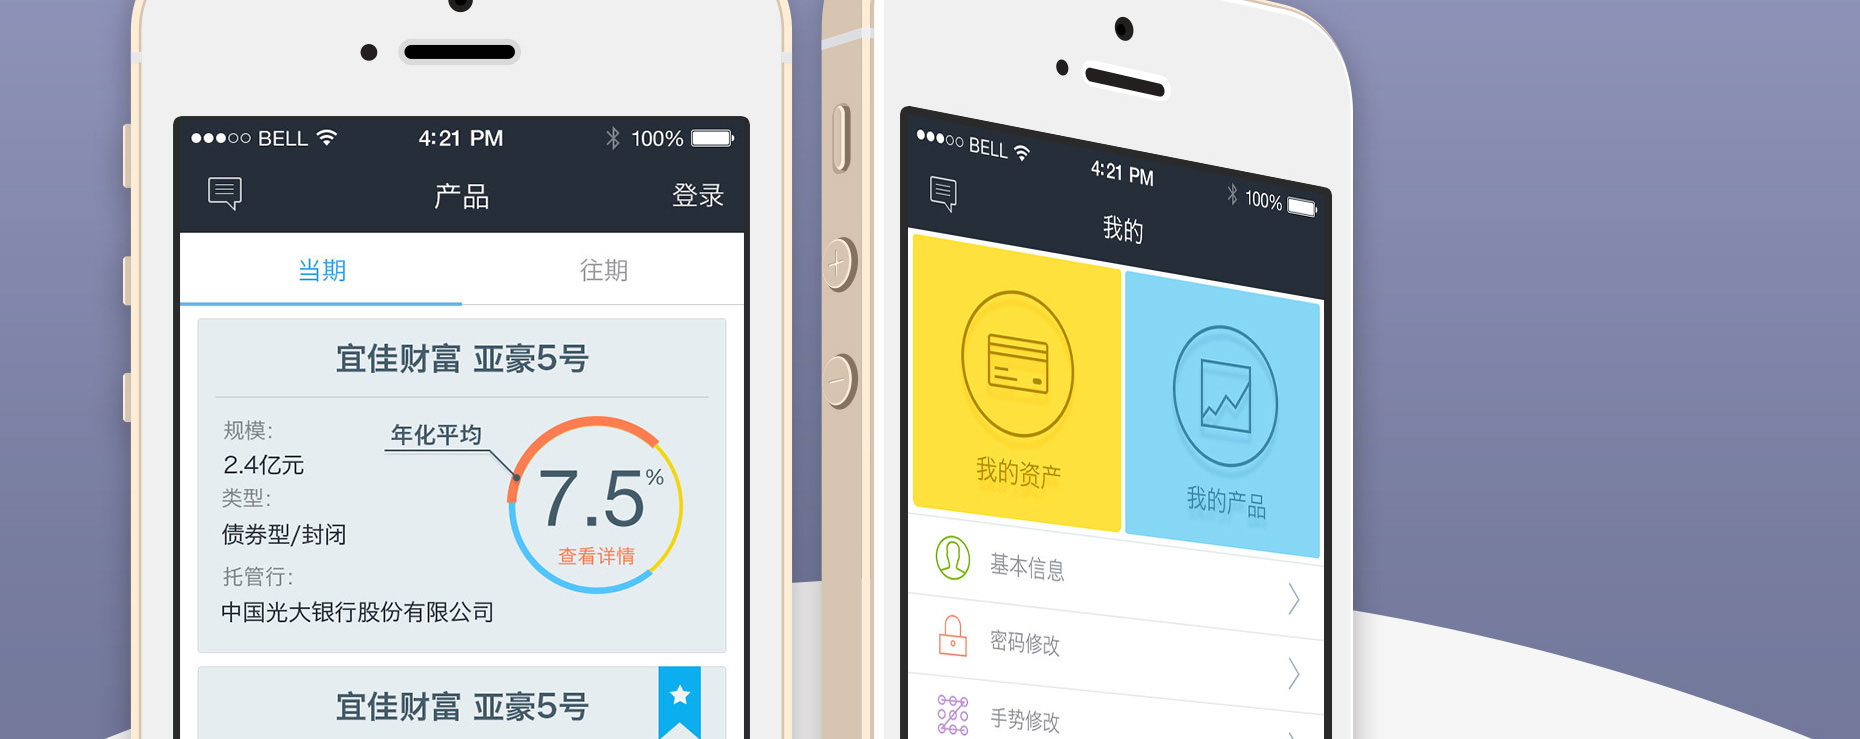 BELL 4:21 PM 100%
产品 登录
当期 往期
宜佳财富 亚豪5号
规模:
2.4亿元
类型:
债券型/封闭
托管行:
中国光大银行股份有限公司
年化平均
7.5%
查看详情
宜佳财富 亚豪5号
BELL 4:21 PM 100%
我的
我的资产
我的产品
基本信息
密码修改
手势修改